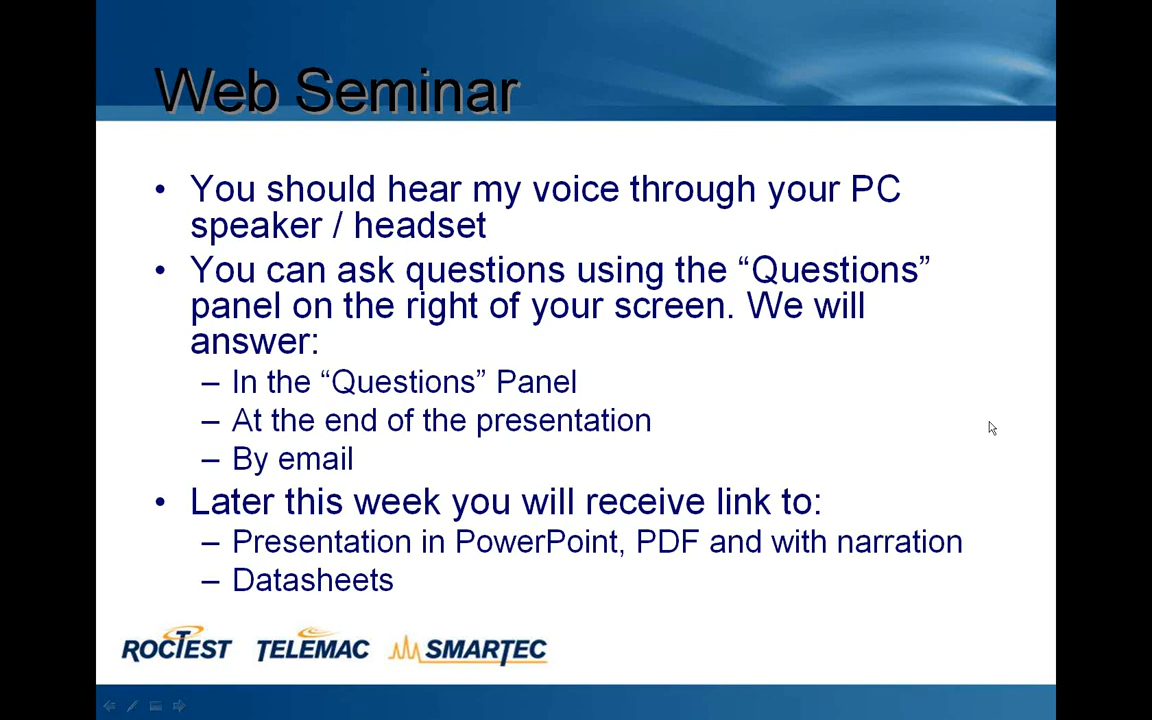 Web Seminar
• You should hear my voice through your PC
speaker / headset
• You can ask questions using the “Questions”
panel on the right of your screen. We will
answer:
– In the “Questions” Panel
– At the end of the presentation
– By email
• Later this week you will receive link to:
– Presentation in PowerPoint, PDF and with narration
– Datasheets
ROCTEST TELEMAC SMARTEC